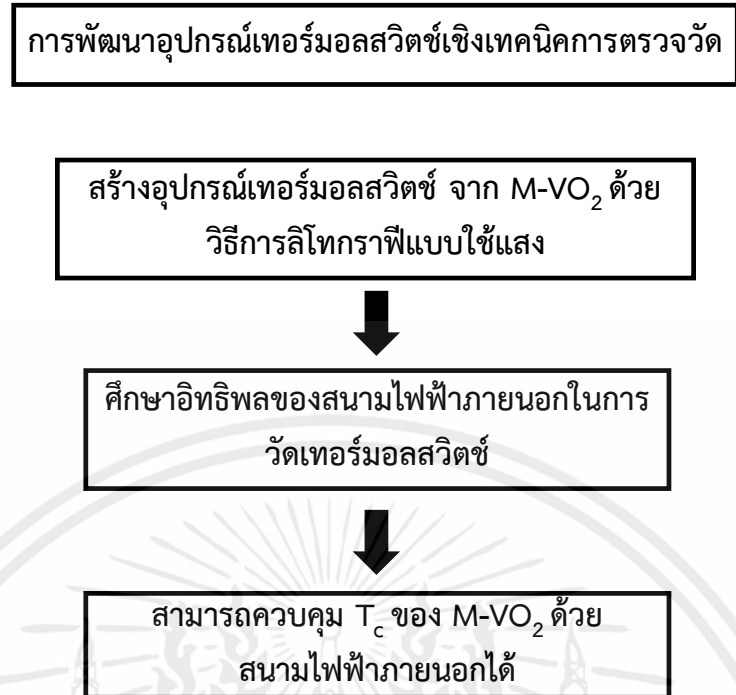 การพัฒนาอุปกรณ์เทอร์มอลสวิตช์เชิงเทคนิคการตรวจวัด
สร้างอุปกรณ์เทอร์มอลสวิตช์ จาก M-VO₂ ด้วย
วิธีการลิโทกราฟีแบบใช้แสง
ศึกษาอิทธิพลของสนามไฟฟ้าภายนอกในการ
วัดเทอร์มอลสวิตช์
สามารถควบคุม T꜀ ของ M-VO₂ ด้วย
สนามไฟฟ้าภายนอกได้